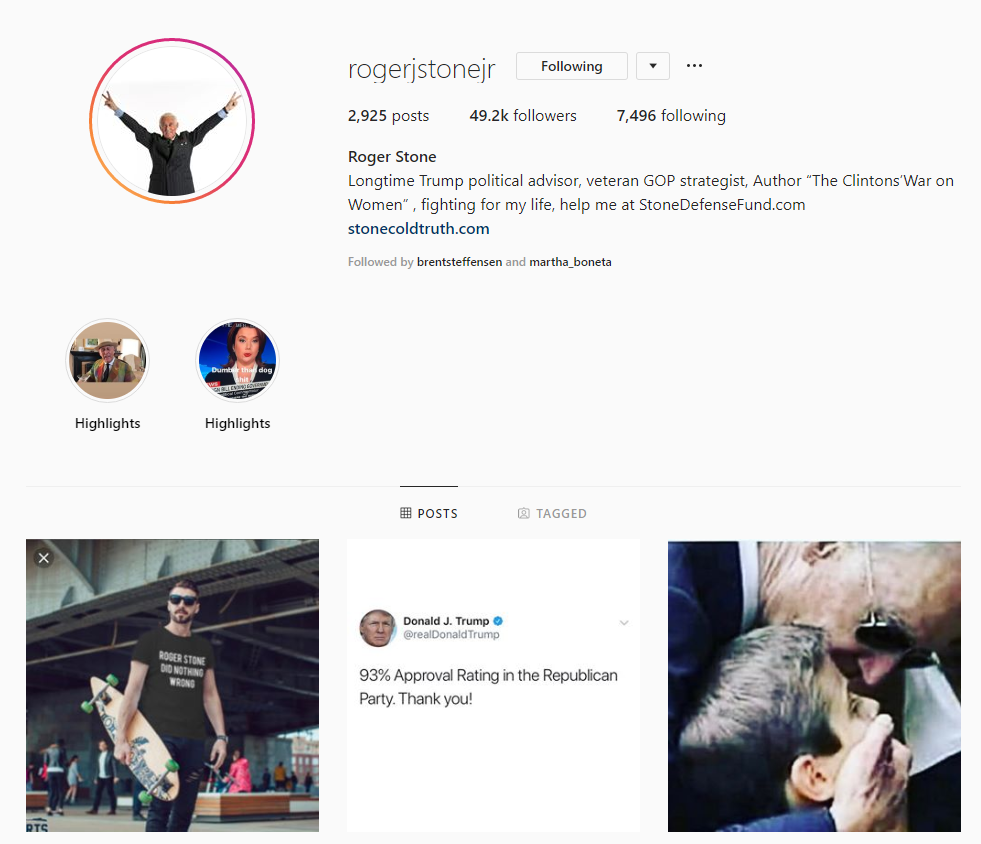 rogerjstonejr
Following
2,925 posts
49.2k followers
7,496 following
Roger Stone
Longtime Trump political advisor, veteran GOP strategist, Author “The Clintons’War on
Women” , fighting for my life, help me at StoneDefenseFund.com
stonecoldtruth.com
Followed by brentsteffensen and martha_boneta
Dumber than dog
Highlights
Highlights
POSTS
TAGGED
ROGER STONE
DID NOTHING
WRONG
RTS
Donald J. Trump
@realDonaldTrump
93% Approval Rating in the Republican
Party. Thank you!